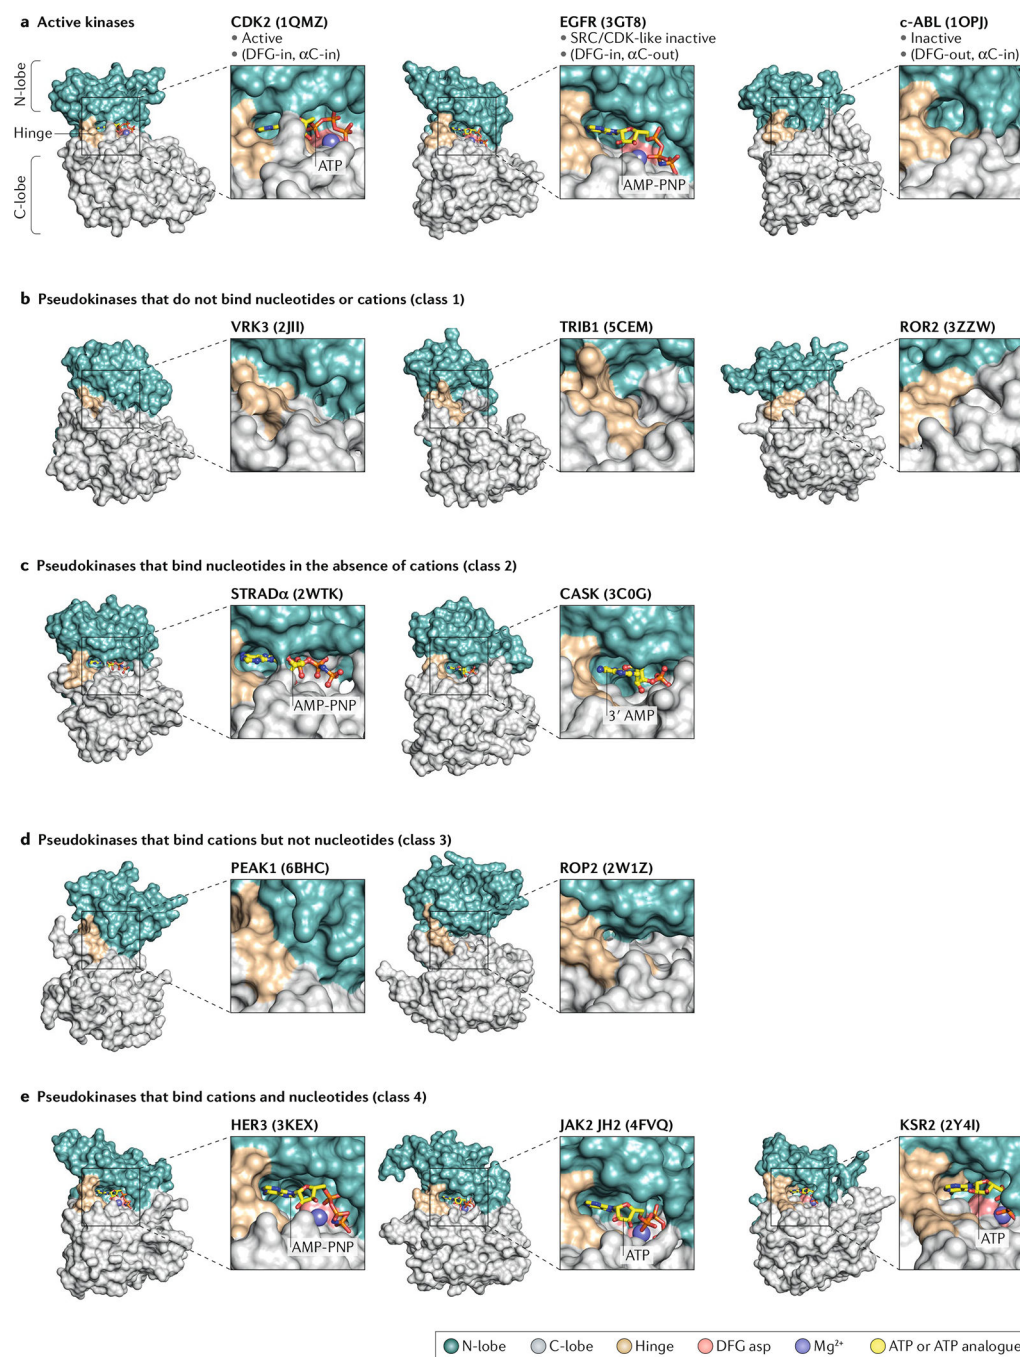 a Active kinases
CDK2 (1QMZ)
• Active
• (DFG-in, αC-in)
EGFR (3GT8)
• SRC/CDK-like inactive
• (DFG-in, αC-out)
c-ABL (1OPJ)
• Inactive
• (DFG-out, αC-in)
N-lobe
Hinge
C-lobe
ATP
AMP-PNP
b Pseudokinases that do not bind nucleotides or cations (class 1)
VRK3 (2JII)
TRIB1 (5CEM)
ROR2 (3ZZW)
c Pseudokinases that bind nucleotides in the absence of cations (class 2)
STRADα (2WTK)
CASK (3C0G)
AMP-PNP
3′ AMP
d Pseudokinases that bind cations but not nucleotides (class 3)
PEAK1 (6BHC)
ROP2 (2W1Z)
e Pseudokinases that bind cations and nucleotides (class 4)
HER3 (3KEX)
JAK2 JH2 (4FVQ)
KSR2 (2Y4I)
AMP-PNP
ATP
ATP
N-lobe C-lobe Hinge DFG asp Mg²⁺ ATP or ATP analogue